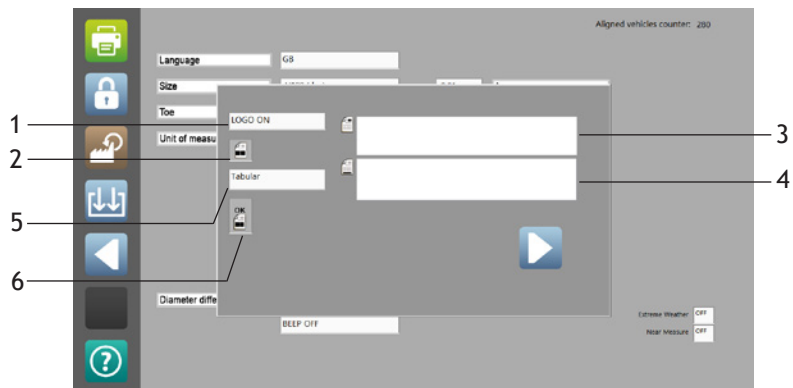 Aligned vehicles counter: 280
Language GB
Size
Toe
1 LOGO ON
Unit of measu
2
3
Tabular
4
5
OK
6
Diameter diffe
BEEP OFF
Extreme Weather OFF
Near Measure OFF
?